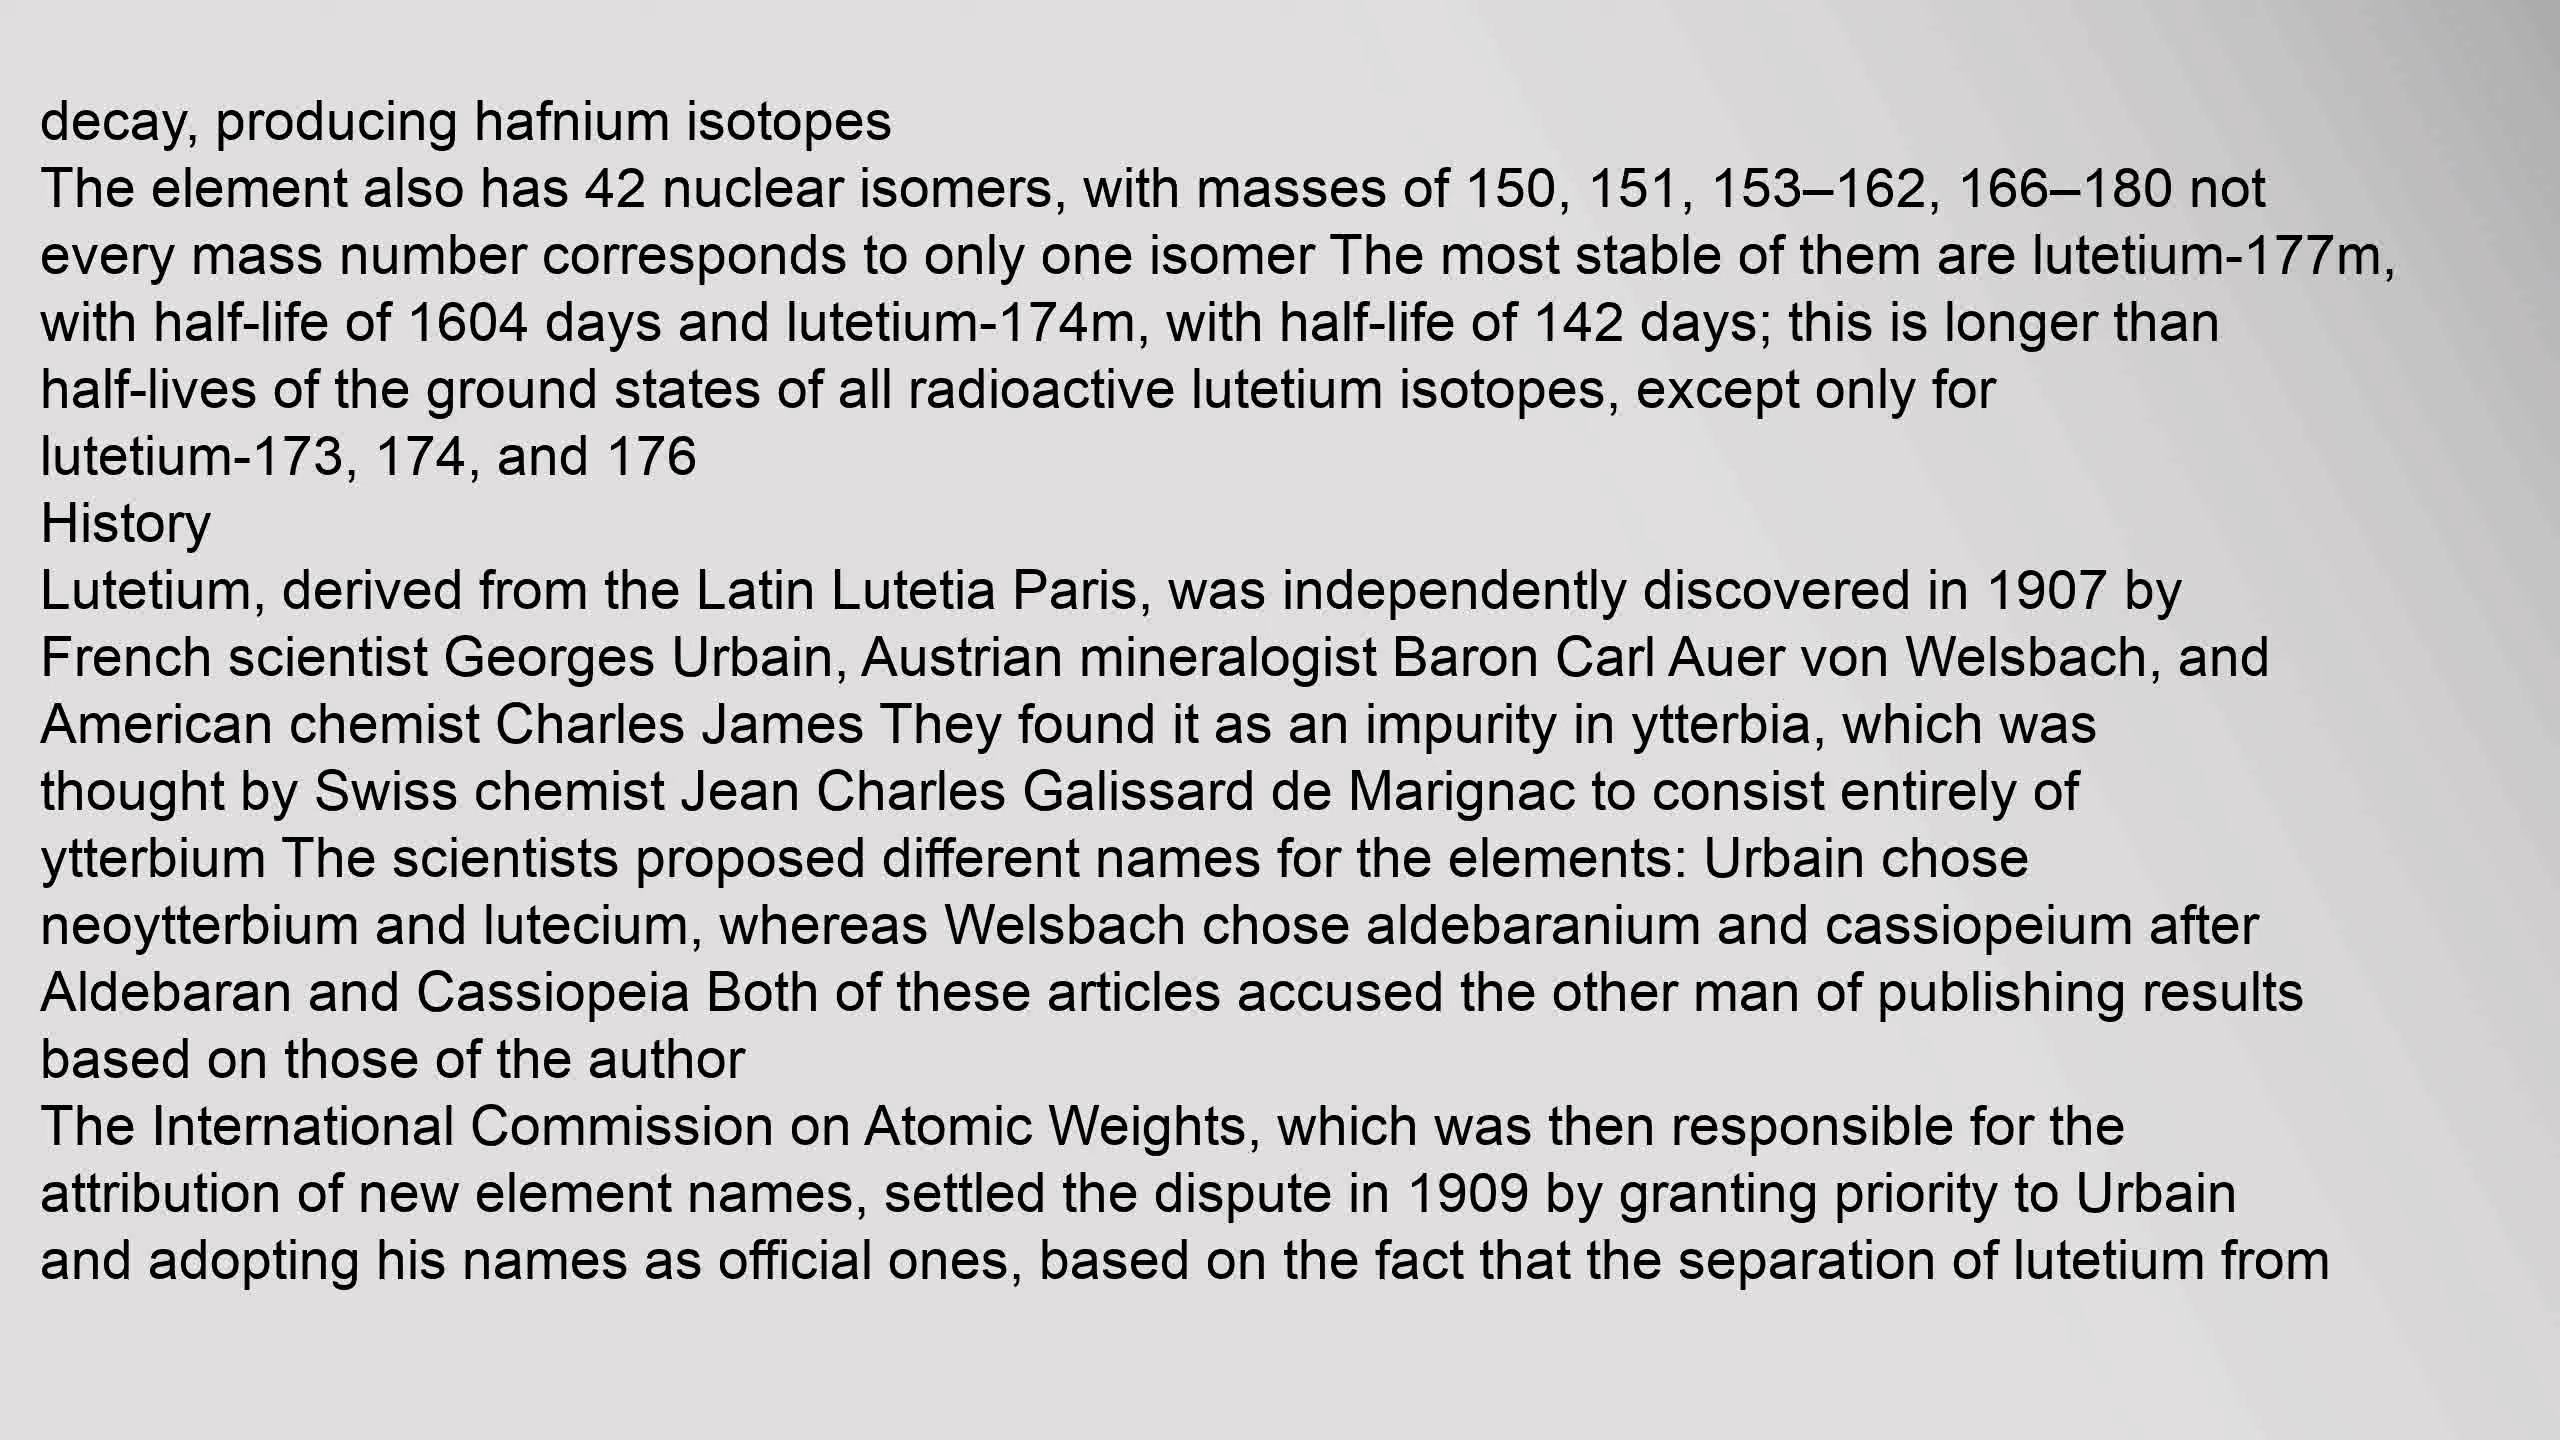 decay, producing hafnium isotopes
The element also has 42 nuclear isomers, with masses of 150, 151, 153–162, 166–180 not
every mass number corresponds to only one isomer The most stable of them are lutetium-177m,
with half-life of 1604 days and lutetium-174m, with half-life of 142 days; this is longer than
half-lives of the ground states of all radioactive lutetium isotopes, except only for
lutetium-173, 174, and 176
History
Lutetium, derived from the Latin Lutetia Paris, was independently discovered in 1907 by
French scientist Georges Urbain, Austrian mineralogist Baron Carl Auer von Welsbach, and
American chemist Charles James They found it as an impurity in ytterbia, which was
thought by Swiss chemist Jean Charles Galissard de Marignac to consist entirely of
ytterbium The scientists proposed different names for the elements: Urbain chose
neoytterbium and lutecium, whereas Welsbach chose aldebaranium and cassiopeium after
Aldebaran and Cassiopeia Both of these articles accused the other man of publishing results
based on those of the author
The International Commission on Atomic Weights, which was then responsible for the
attribution of new element names, settled the dispute in 1909 by granting priority to Urbain
and adopting his names as official ones, based on the fact that the separation of lutetium from